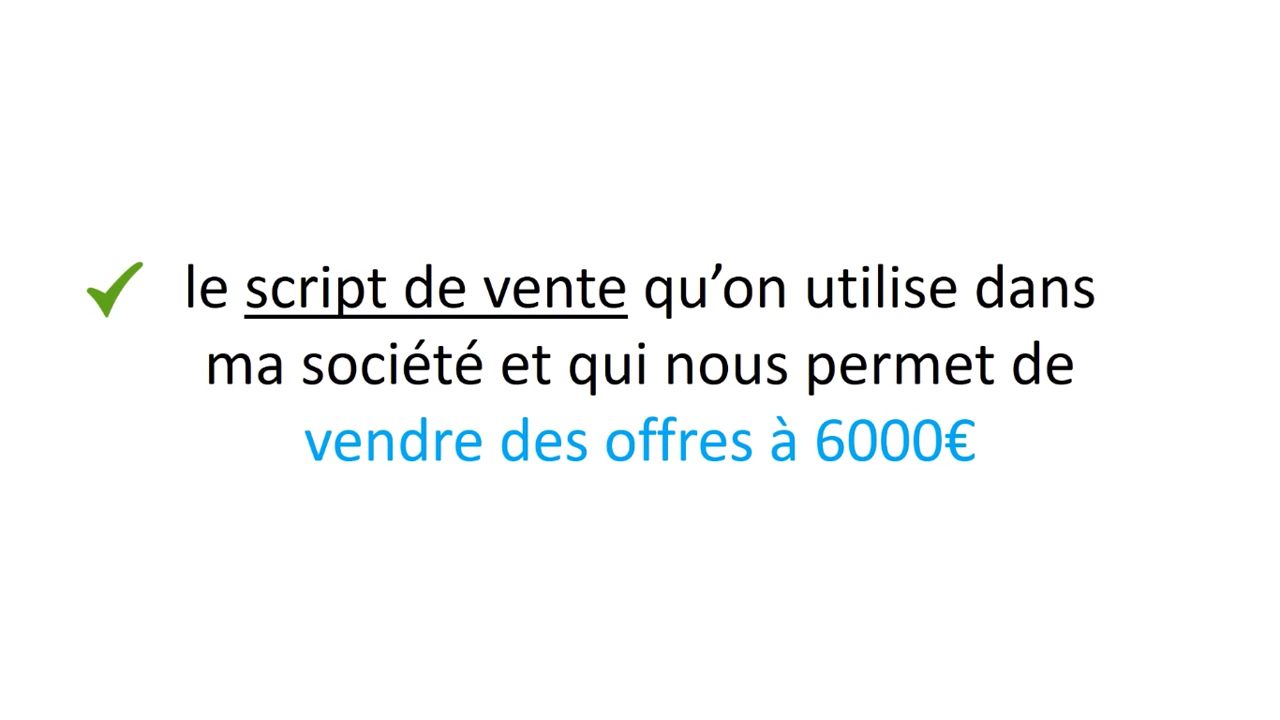 le script de vente qu’on utilise dans
ma société et qui nous permet de
vendre des offres à 6000€